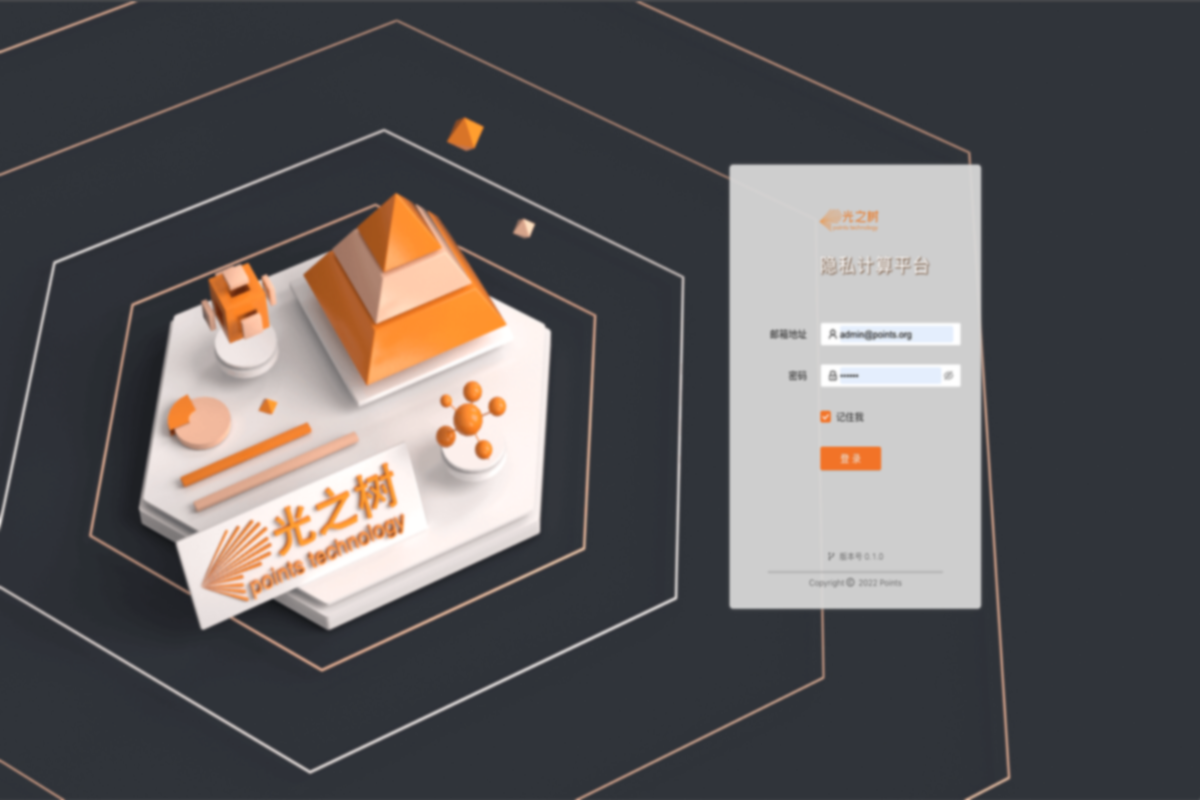 光之树
points technology
光之树
points technology
隐私计算平台
邮箱地址 admin@points.org
密码 ••••••
记住我
登 录
版本号 0.1.0
Copyright © 2022 Points